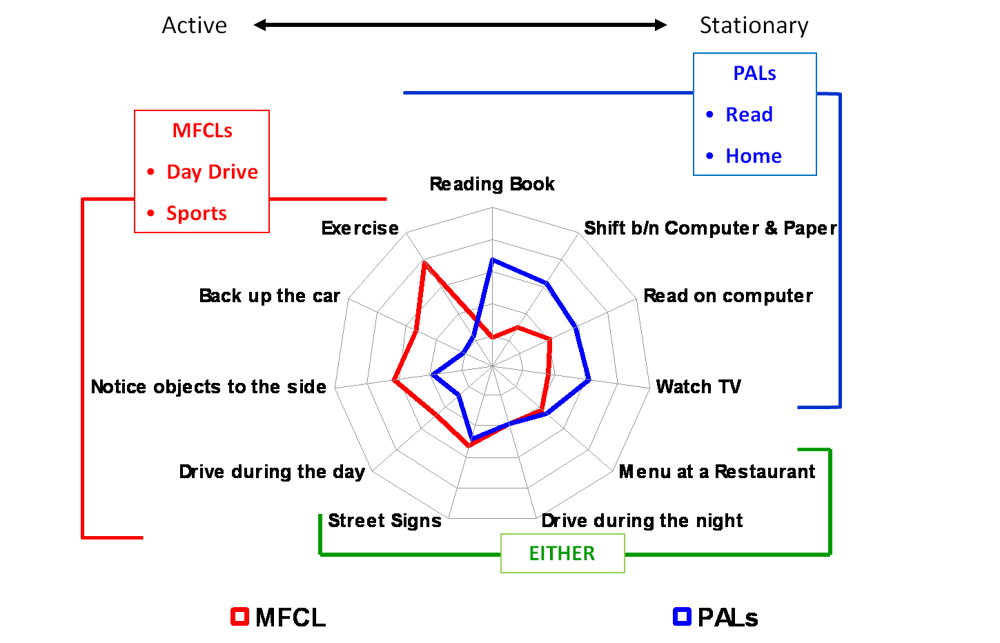 Active
Stationary
PALs
• Read
• Home
MFCLs
• Day Drive
• Sports
Reading Book
Exercise
Shift b/n Computer & Paper
Back up the car
Read on computer
Notice objects to the side
Watch TV
Drive during the day
Menu at a Restaurant
Street Signs
Drive during the night
EITHER
MFCL
PALs